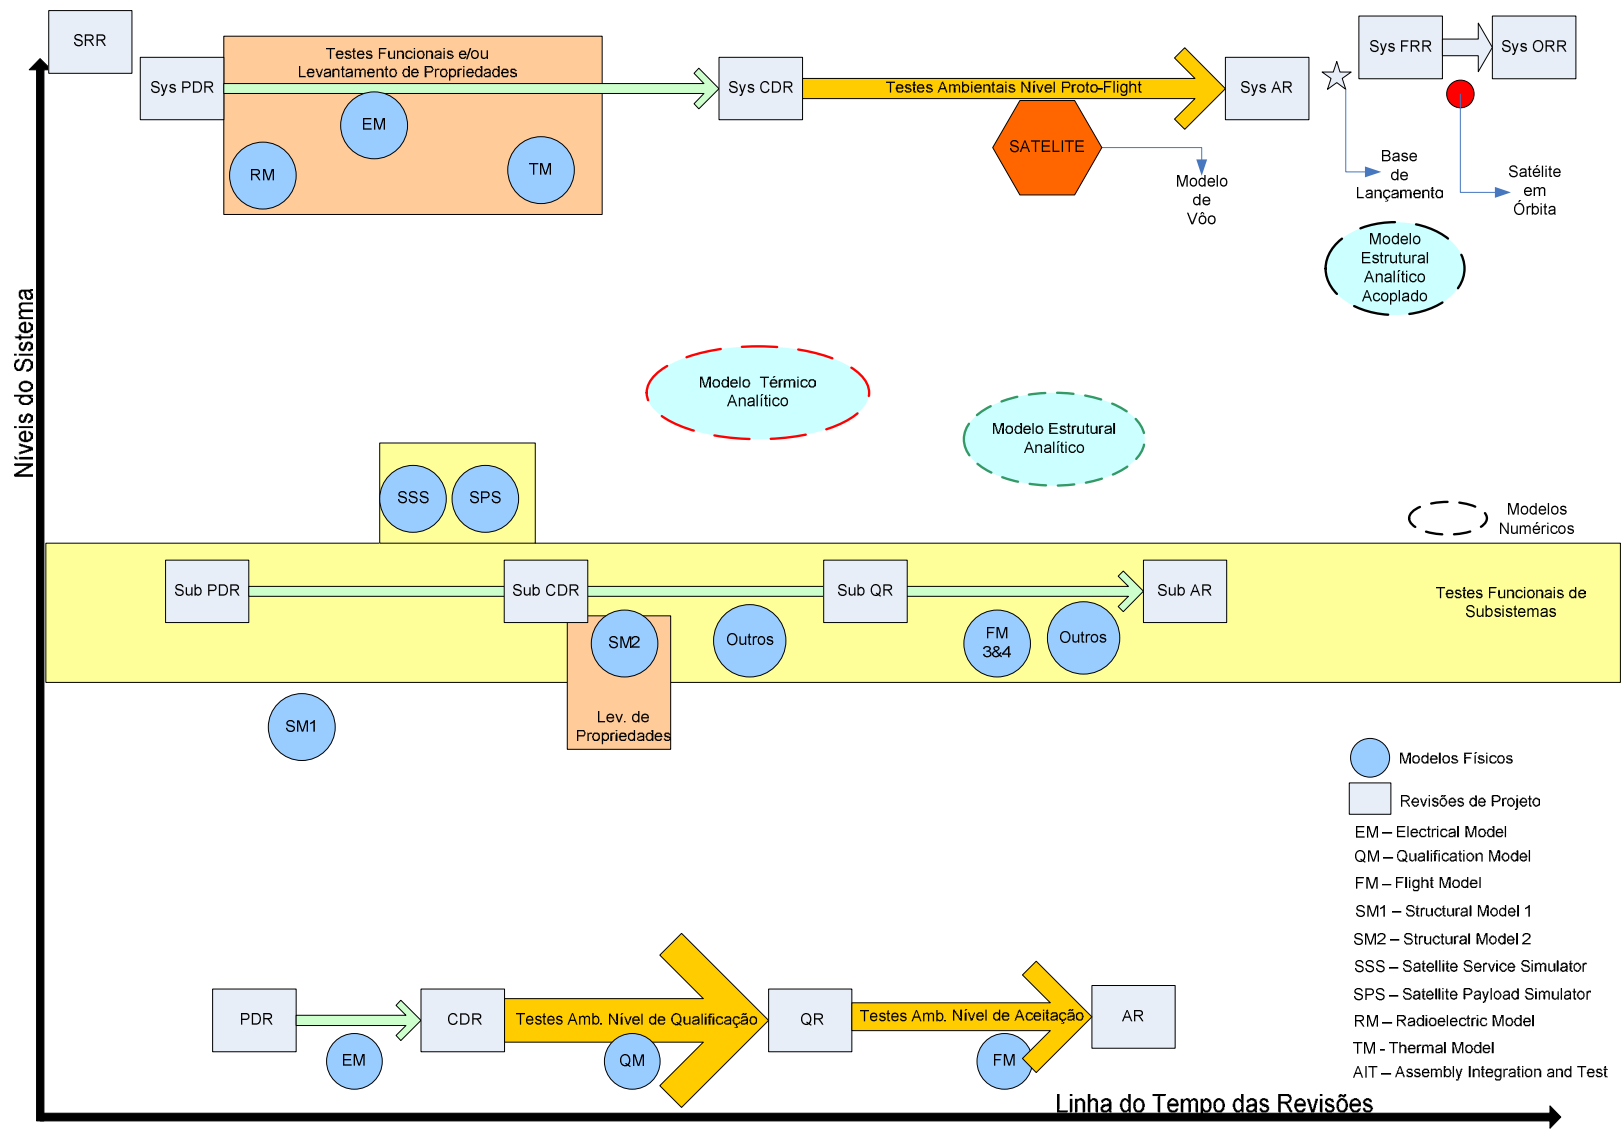 SRR
Sys PDR
Testes Funcionais e/ou
Levantamento de Propriedades
EM
RM
TM
Sys CDR
Testes Ambientais Nível Proto-Flight
SATELITE
Modelo
de
Vôo
Sys AR
Sys FRR
Sys ORR
Base
de
Lançamento
Satélite
em
Órbita
Modelo
Estrutural
Analítico
Acoplado
Níveis do Sistema
Modelo Térmico
Analítico
Modelo Estrutural
Analítico
SSS
SPS
Modelos
Numéricos
Sub PDR
Sub CDR
Sub QR
Sub AR
Testes Funcionais de
Subsistemas
SM2
Outros
FM
3&4
Outros
SM1
Lev. de
Propriedades
Modelos Físicos
Revisões de Projeto
EM – Electrical Model
QM – Qualification Model
FM – Flight Model
SM1 – Structural Model 1
SM2 – Structural Model 2
SSS – Satellite Service Simulator
SPS – Satellite Payload Simulator
RM – Radioelectric Model
TM - Thermal Model
AIT – Assembly Integration and Test
PDR
CDR
Testes Amb. Nível de Qualificação
QR
Testes Amb. Nível de Aceitação
AR
EM
QM
FM
Linha do Tempo das Revisões